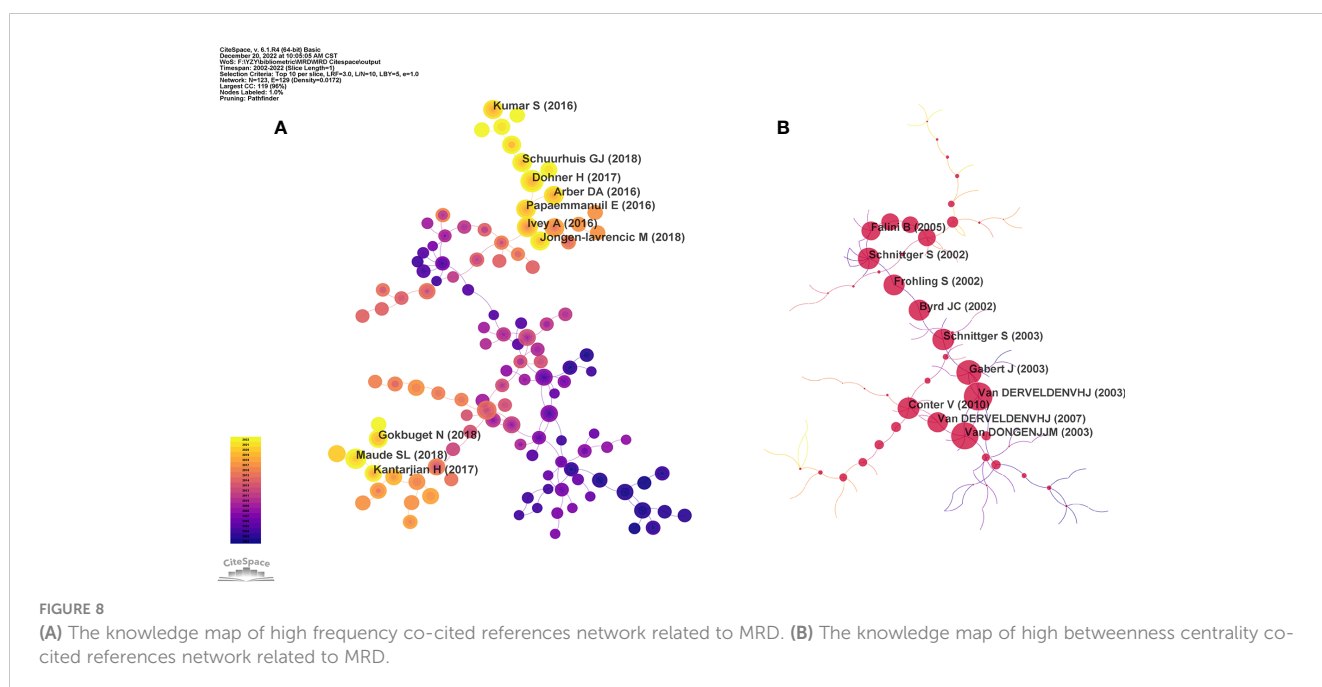 CiteSpace, v. 6.1.R4 (64-bit) Basic
December 20, 2022 at 10:05:05 AM CST
WoS: F:\YZY\bibliometric\MRD\MRD Citespace\output
Timespan: 2002-2022 (Slice Length=1)
Selection Criteria: Top 10 per slice, LRF=3.0, L/N=10, LBY=5, e=1.0
Network: N=123, E=129 (Density=0.0172)
Largest CC: 119 (96%)
Nodes Labeled: 1.0%
Pruning: Pathfinder
A
Kumar S (2016)
Schuurhuis GJ (2018)
Dohner H (2017)
Arber DA (2016)
Papaemmanuil E (2016)
Ivey A (2016)
Jongen-lavrencic M (2018)
Gokbuget N (2018)
Maude SL (2018)
Kantarjian H (2017)
CiteSpace
B
Falini B (2005)
Schnittger S (2002)
Frohling S (2002)
Byrd JC (2002)
Schnittger S (2003)
Gabert J (2003)
Van DERVELDENVHJ (2003)
Conter V (2010)
Van DERVELDENVHJ (2007)
Van DONGENJJM (2003)
FIGURE 8
(A) The knowledge map of high frequency co-cited references network related to MRD. (B) The knowledge map of high betweenness centrality co-
cited references network related to MRD.